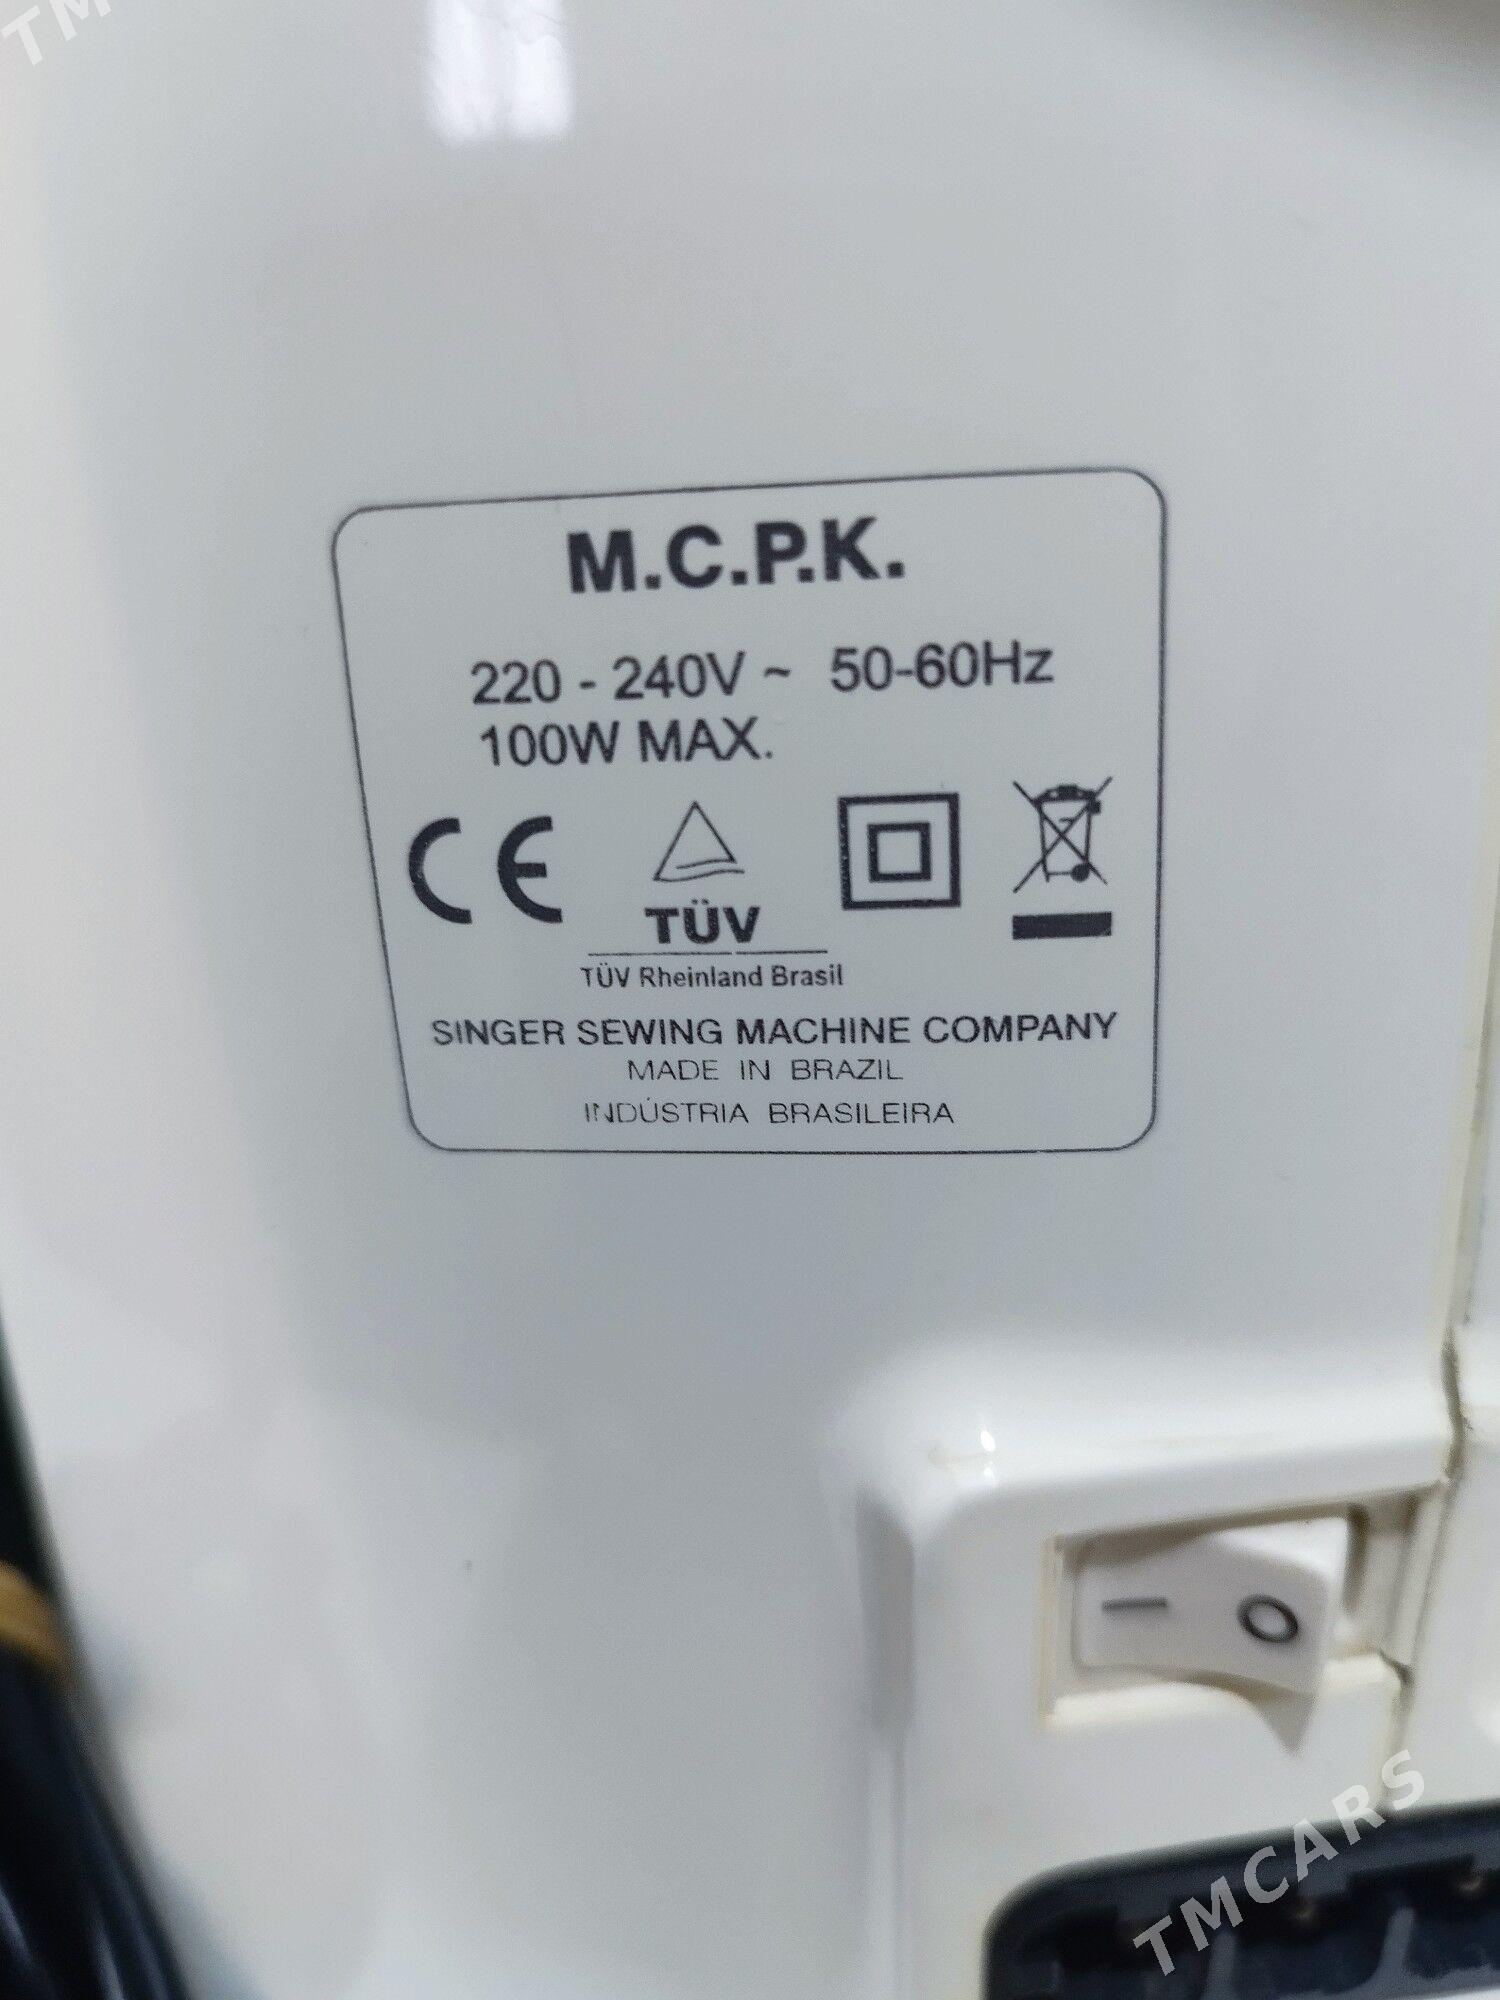 M.C.P.K.
220 - 240V ~ 50-60Hz
100W MAX.
CE
TÜV
TÜV Rheinland Brasil
SINGER SEWING MACHINE COMPANY
MADE IN BRAZIL
INDÚSTRIA BRASILEIRA
I O
TMCARS
TM